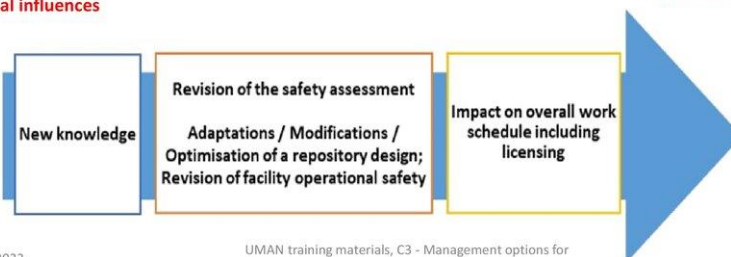 al influences
New knowledge
Revision of the safety assessment
Adaptations / Modifications /
Optimisation of a repository design;
Revision of facility operational safety
Impact on overall work
schedule including
licensing
UMAN training materials, C3 - Management options for